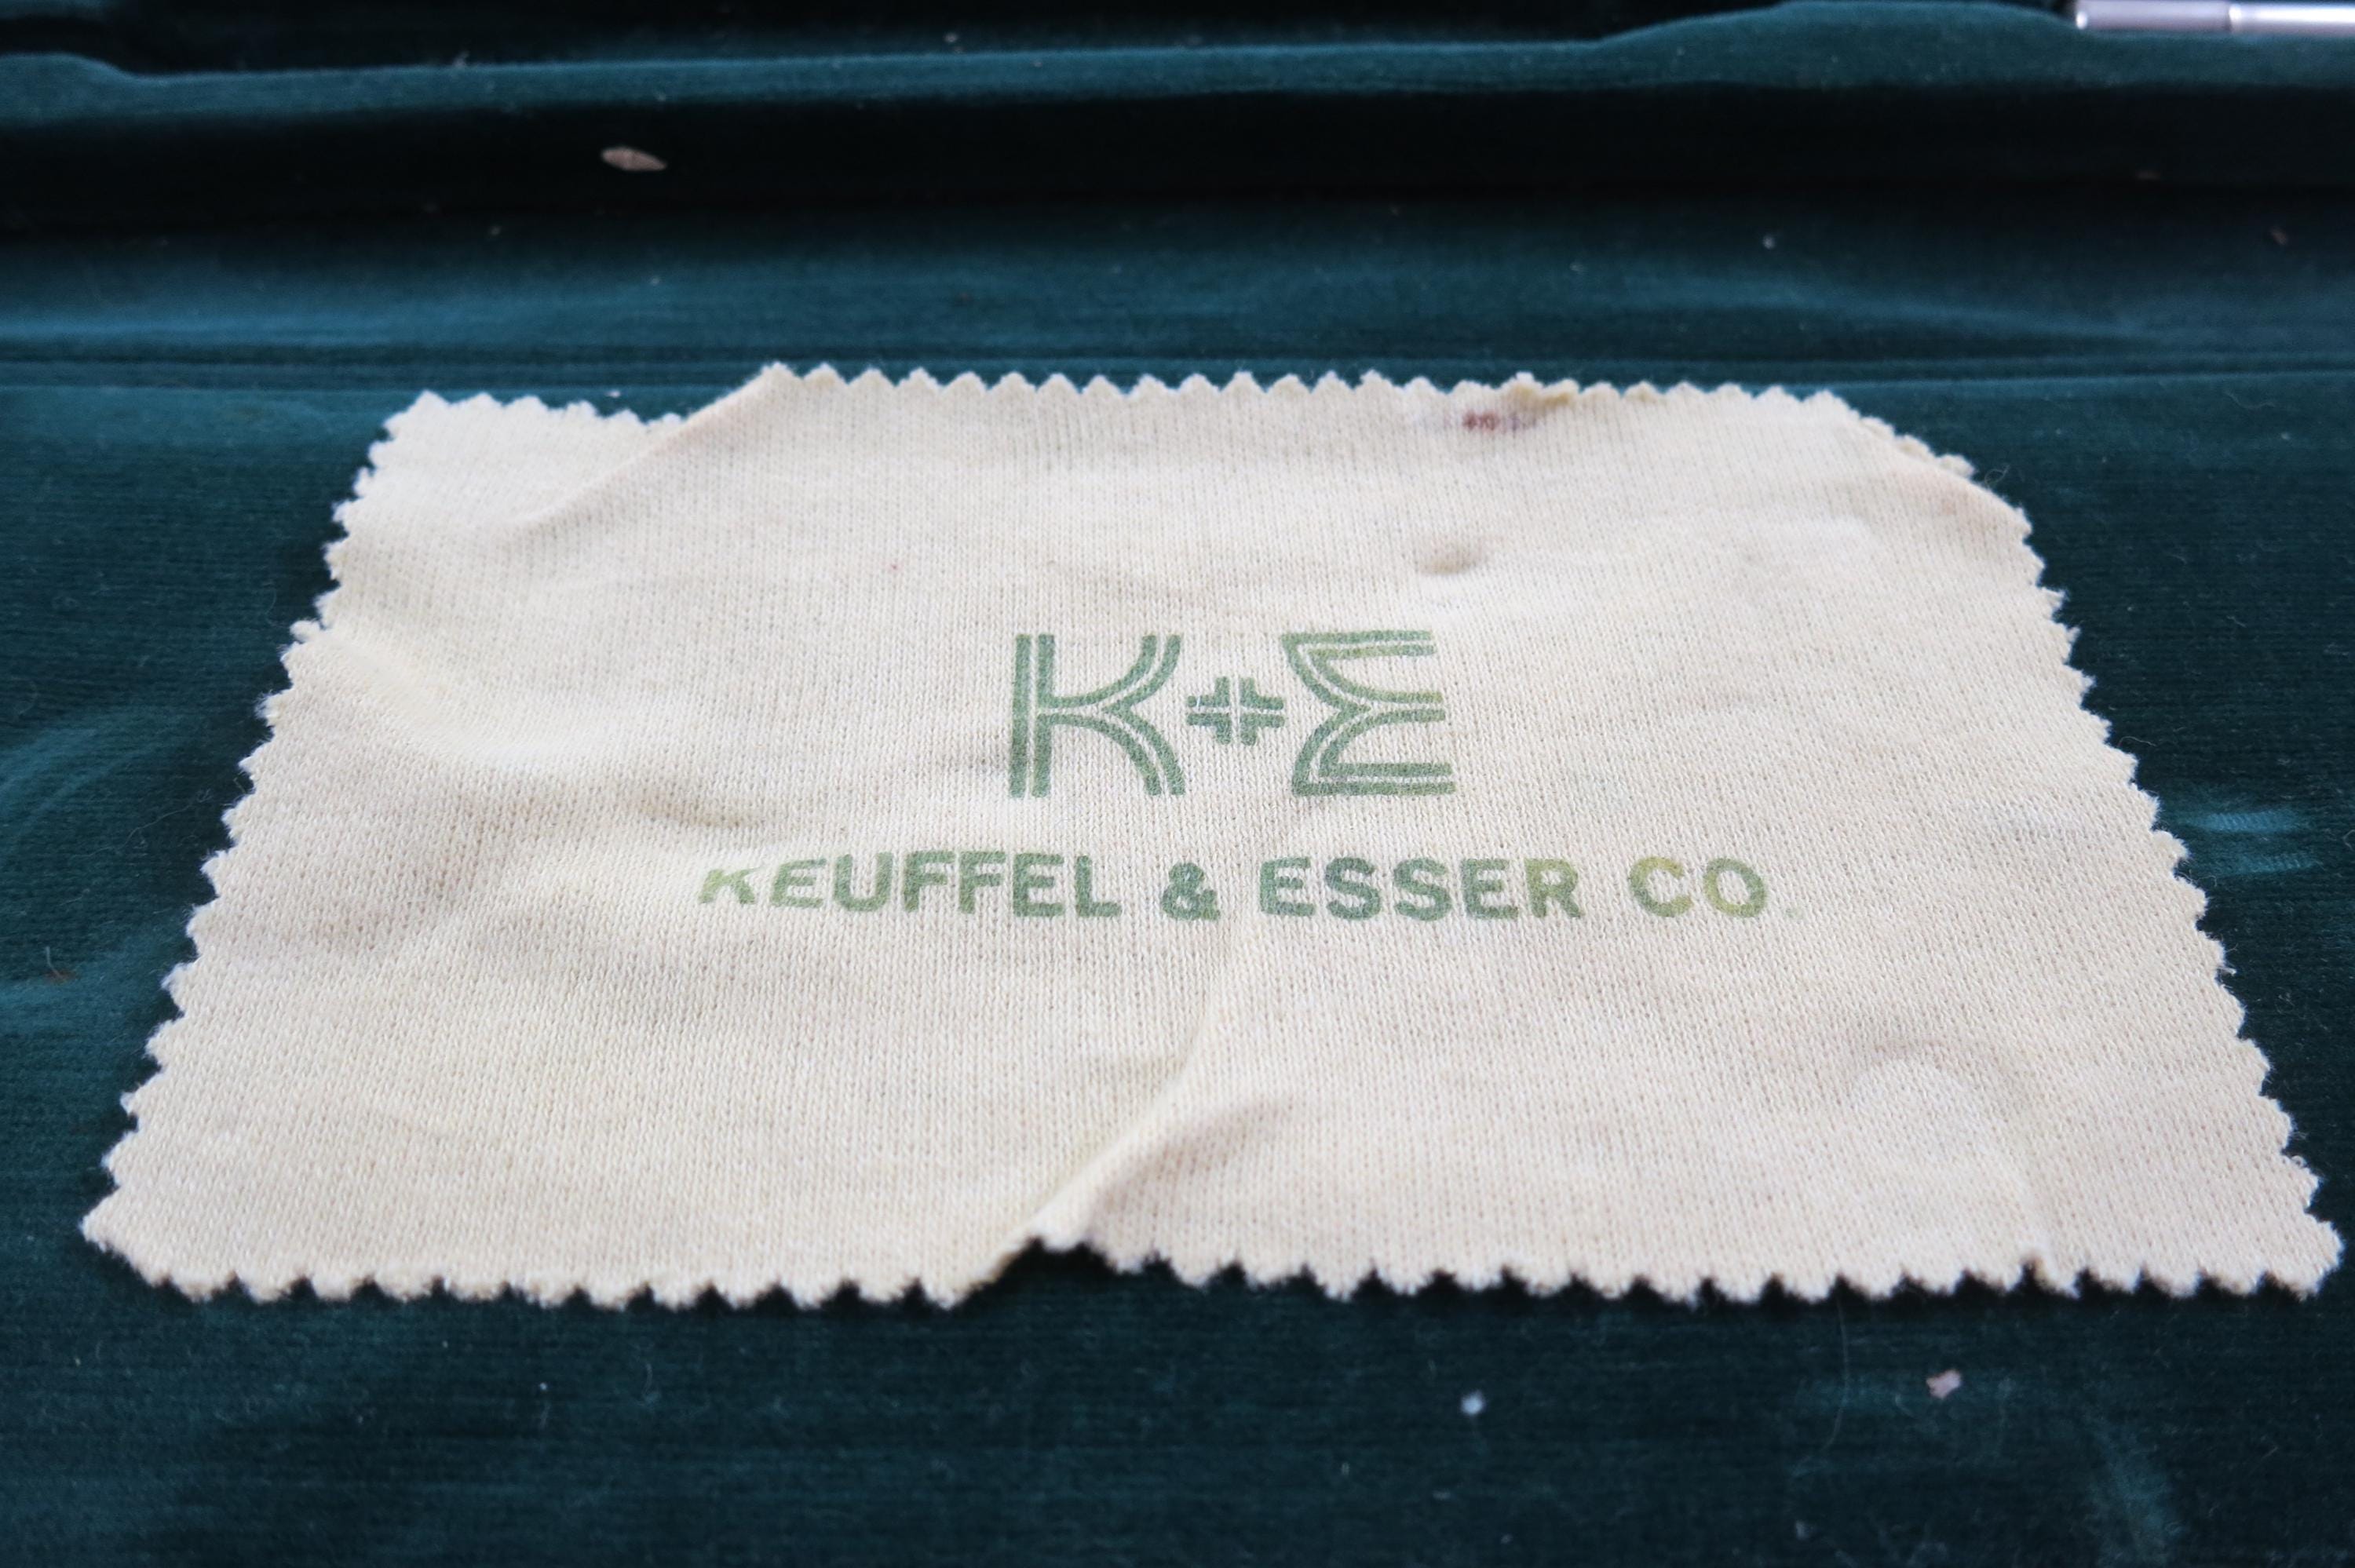 K+E
KEUFFEL & ESSER CO.